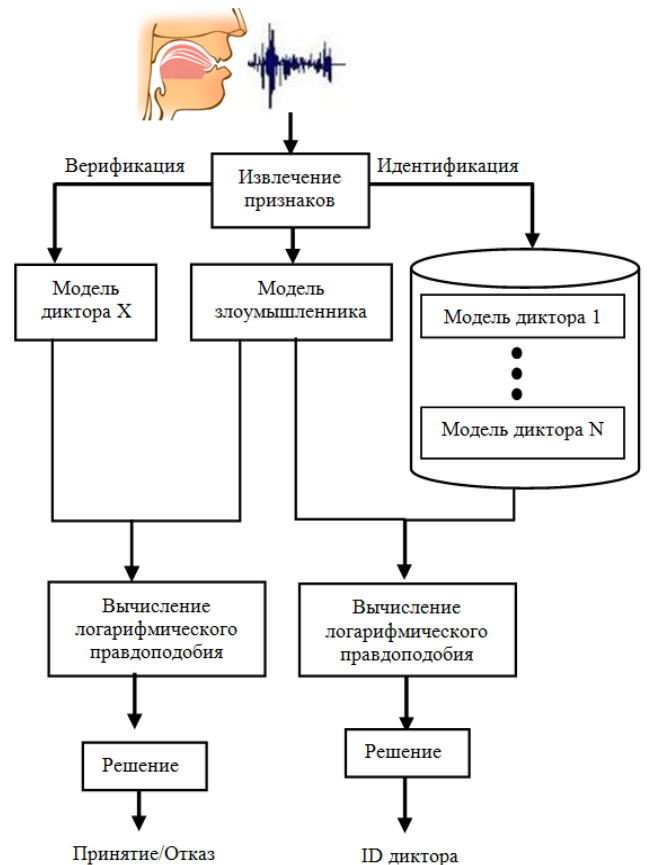 Верификация
Извлечение
признаков
Идентификация
Модель
диктора X
Модель
злоумышленника
Модель диктора 1
Модель диктора N
Вычисление
логарифмического
правдоподобия
Вычисление
логарифмического
правдоподобия
Решение
Решение
Принятие/Отказ
ID диктора